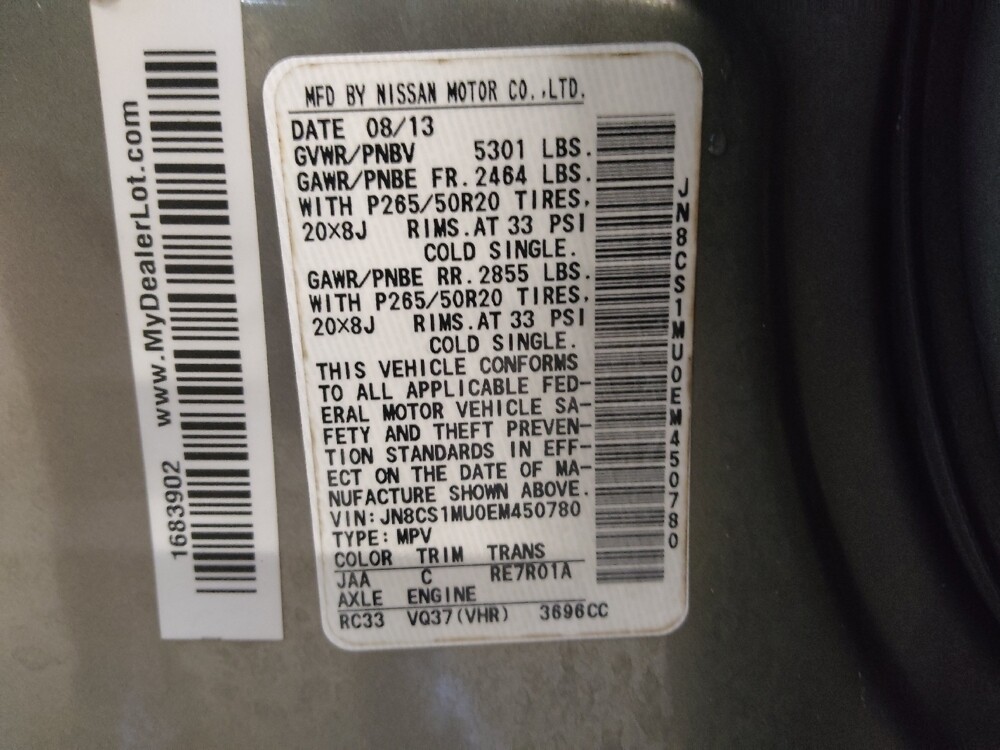 www.MyDealerLot.com
1683902
MFD BY NISSAN MOTOR CO.,LTD.
DATE 08/13
GVWR/PNBV 5301 LBS.
GAWR/PNBE FR.2464 LBS.
WITH P265/50R20 TIRES,
20×8J RIMS.AT 33 PSI
COLD SINGLE.
GAWR/PNBE RR.2855 LBS.
WITH P265/50R20 TIRES,
20×8J RIMS.AT 33 PSI
COLD SINGLE.
THIS VEHICLE CONFORMS
TO ALL APPLICABLE FED-
ERAL MOTOR VEHICLE SA-
FETY AND THEFT PREVEN-
TION STANDARDS IN EFF-
ECT ON THE DATE OF MA-
NUFACTURE SHOWN ABOVE.
VIN:JN8CS1MU0EM450780
TYPE:MPV
COLOR TRIM TRANS
JAA C RE7R01A
AXLE ENGINE
RC33 VQ37(VHR) 3696CC
JN8CS1MU0EM450780